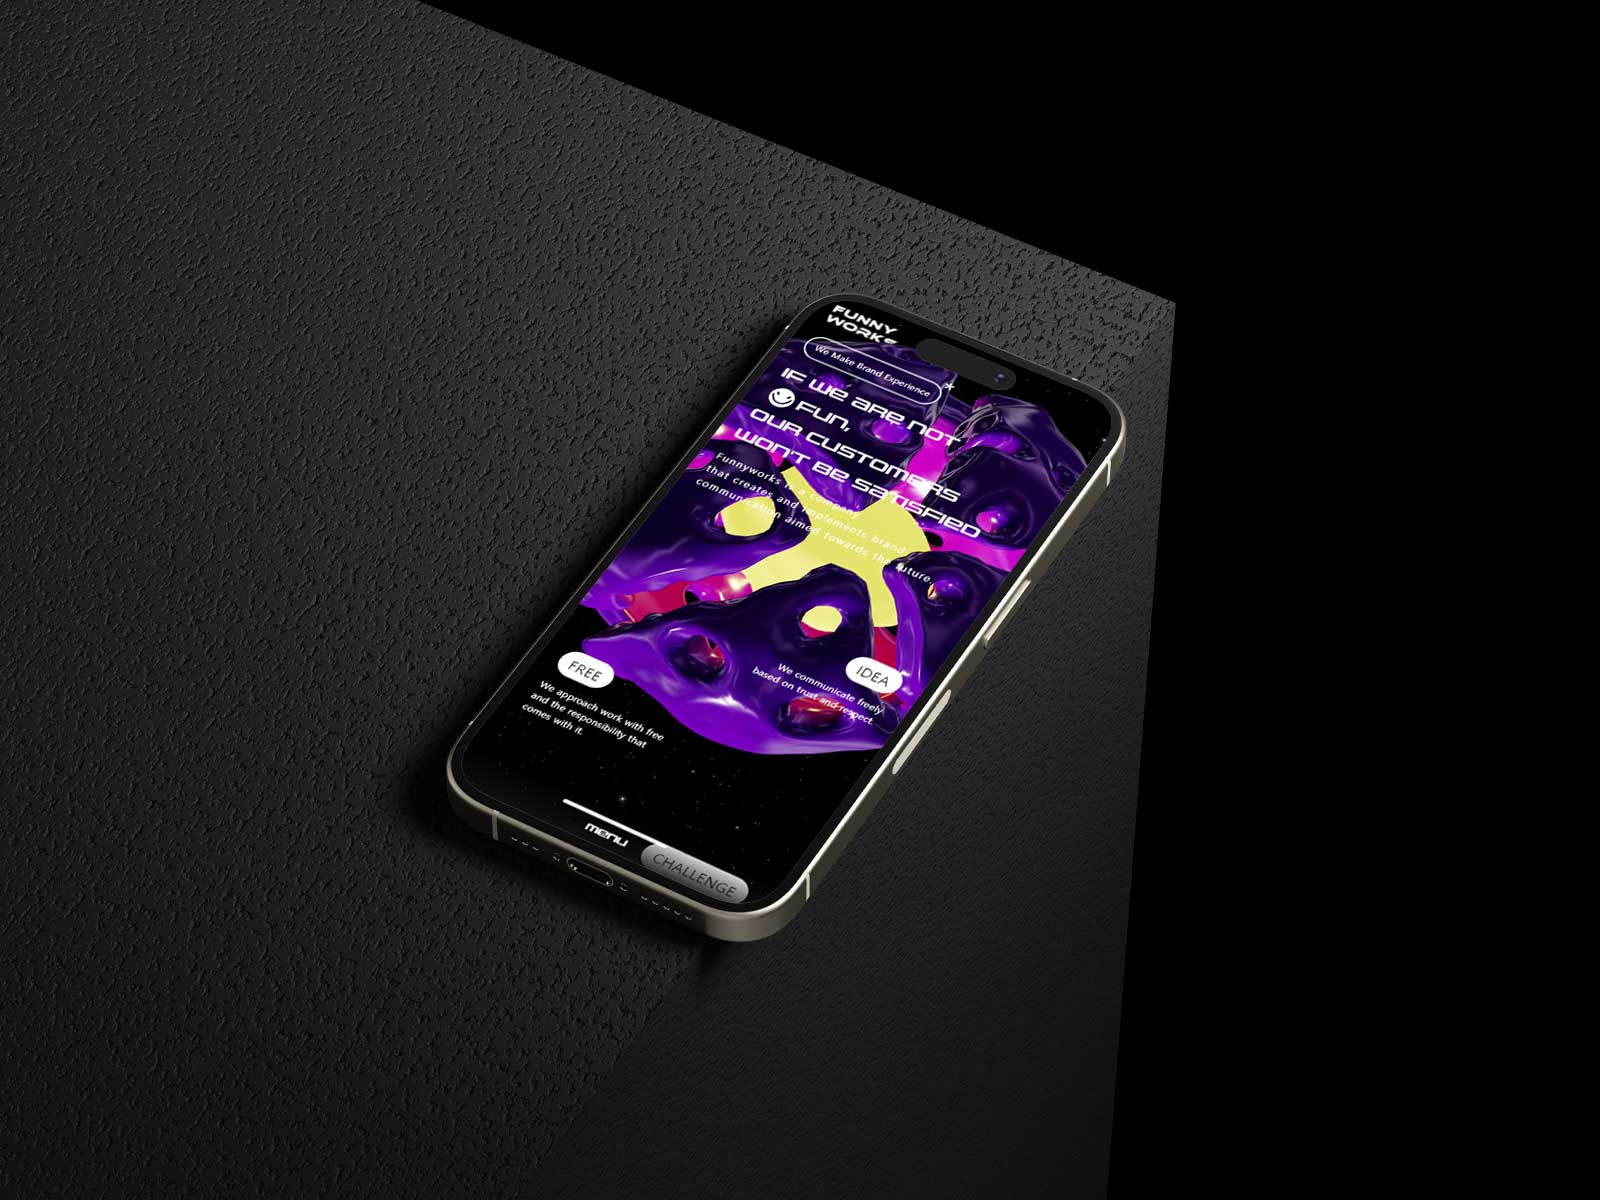 FUNNY
WORKS
We Make Brand Experience
*
IF we are NOT
FUN,
OUR CUSTOMERS
WON'T BE SATISFIED
Funnyworks is a company
that creates and implements brand
communication aimed towards the future.
IDEA
We communicate freely
based on trust and respect.
FREE
We approach work with free
and the responsibility that
comes with it.
menu
CHALLENGE